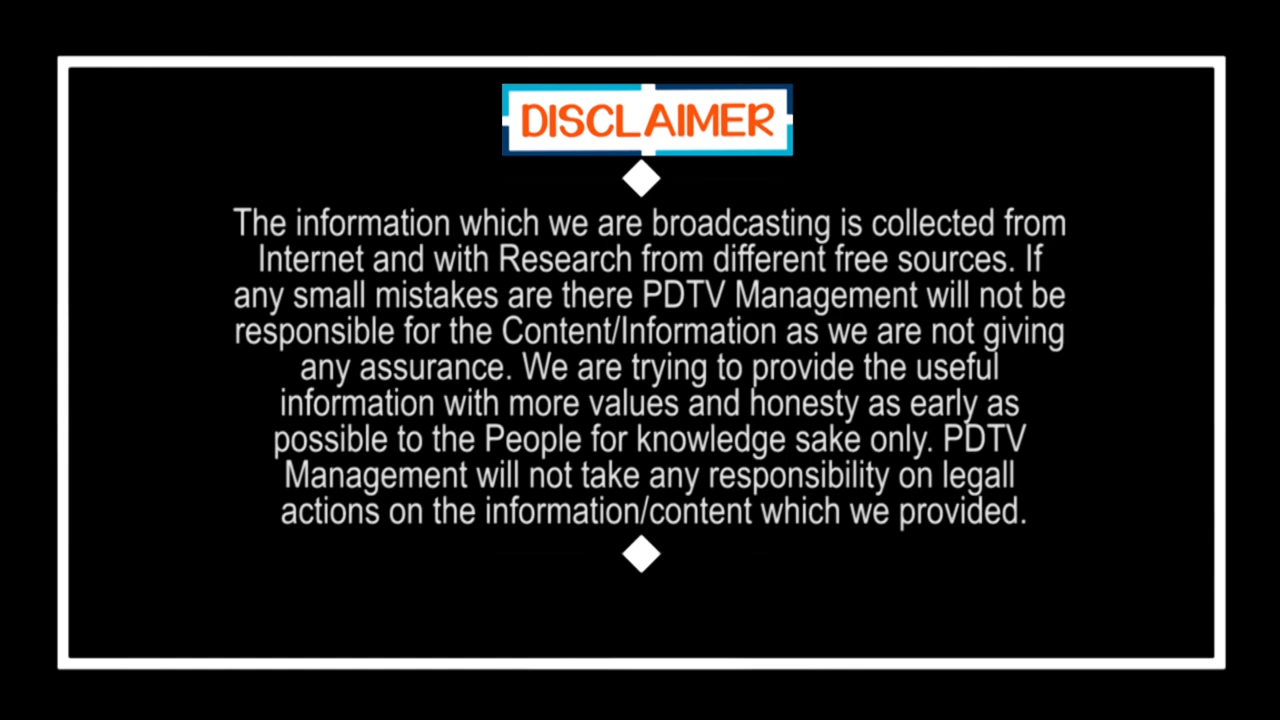 DISCLAIMER
The information which we are broadcasting is collected from
Internet and with Research from different free sources. If
any small mistakes are there PDTV Management will not be
responsible for the Content/Information as we are not giving
any assurance. We are trying to provide the useful
information with more values and honesty as early as
possible to the People for knowledge sake only. PDTV
Management will not take any responsibility on legall
actions on the information/content which we provided.